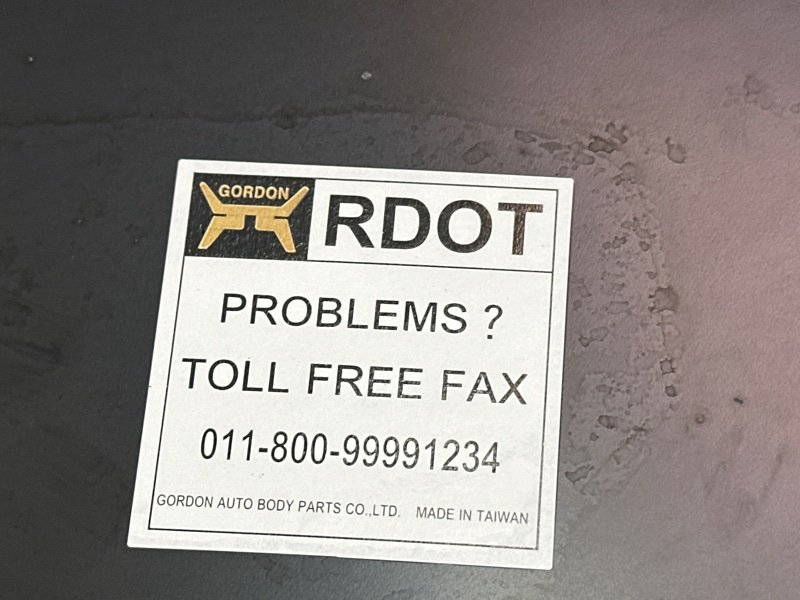 GORDON RDOT
PROBLEMS ?
TOLL FREE FAX
011-800-99991234
GORDON AUTO BODY PARTS CO.,LTD. MADE IN TAIWAN